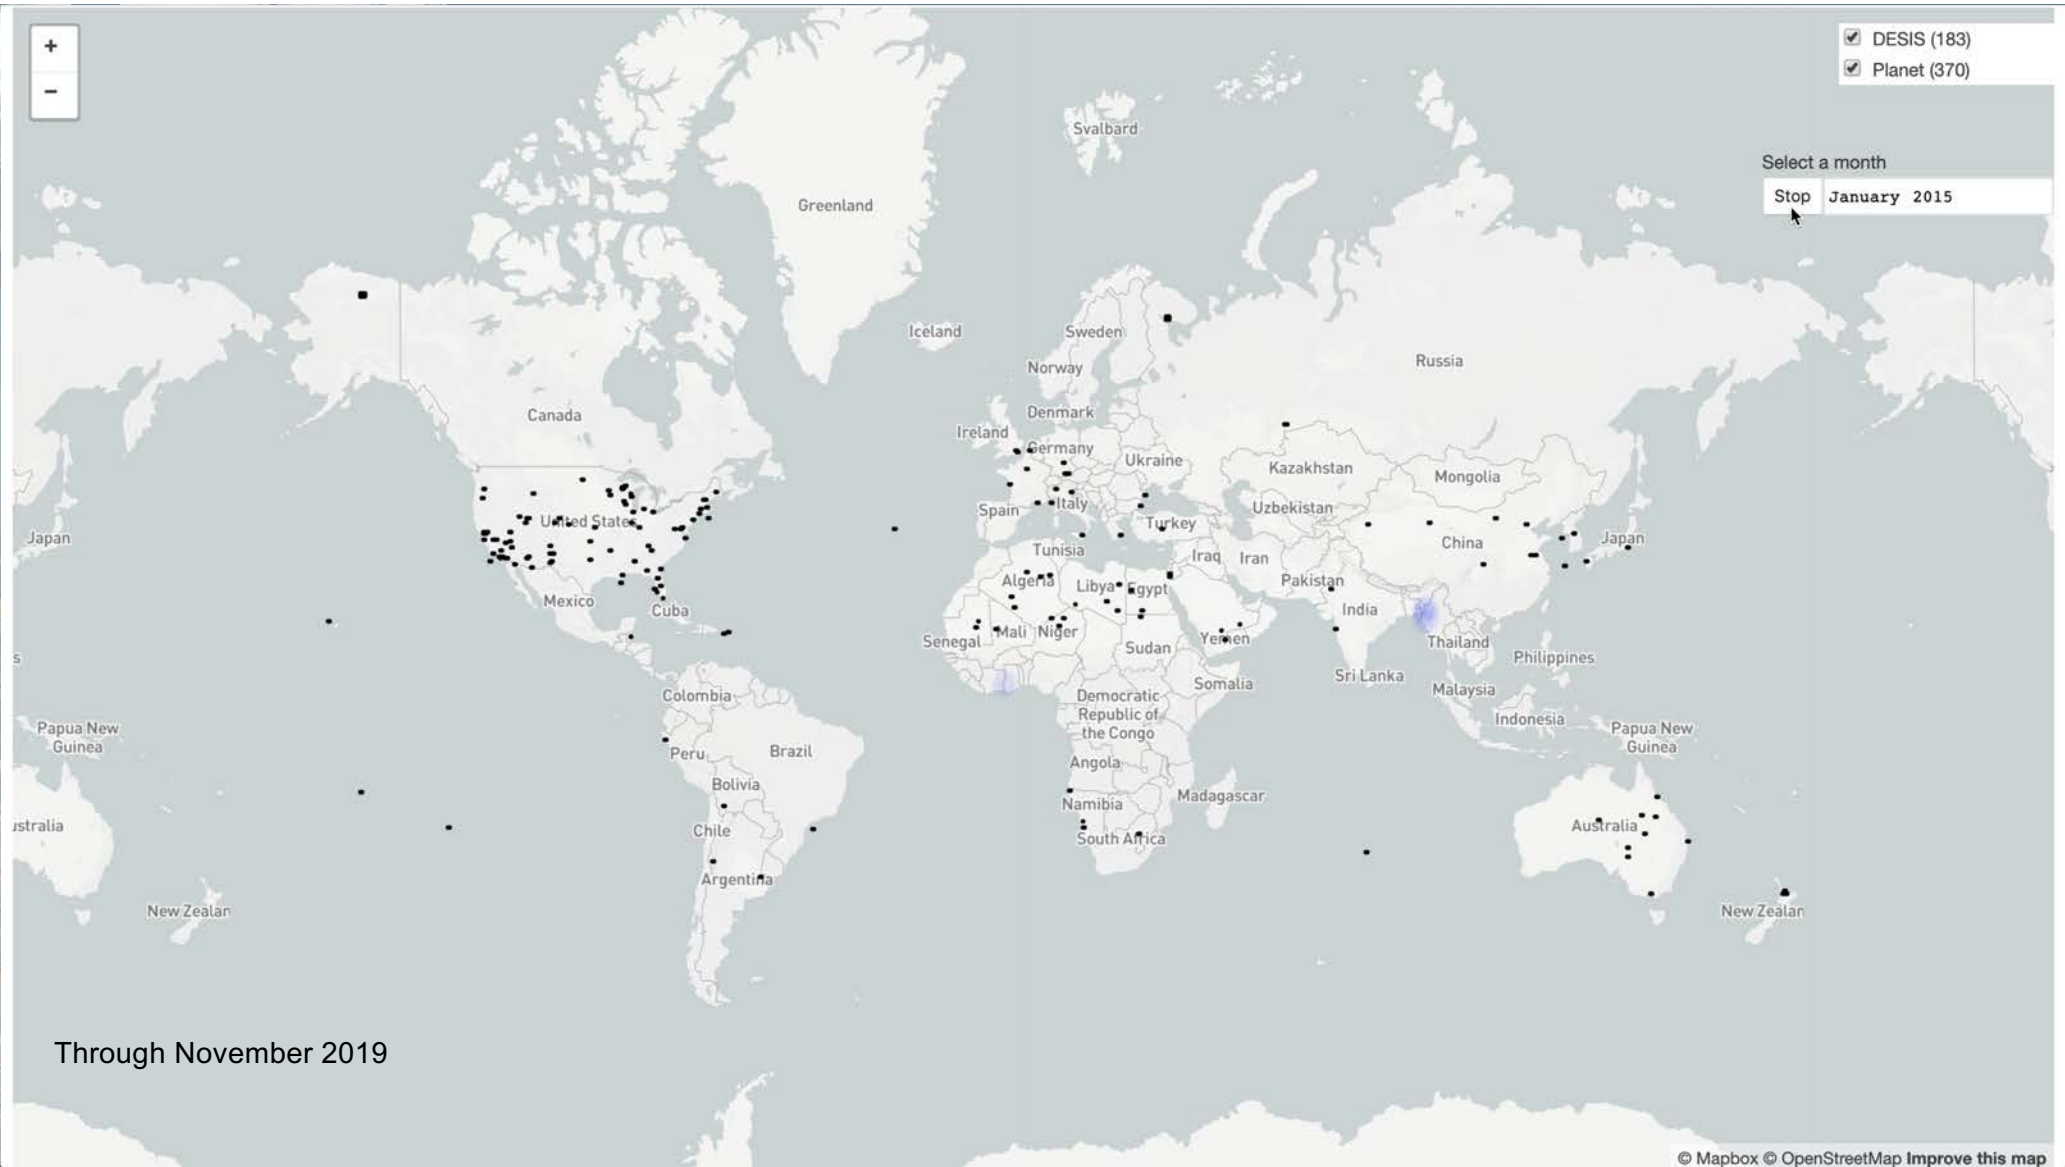 +
−
DESIS (183)
Planet (370)
Svalbard
Select a month
Stop January 2015
Greenland
Iceland
Sweden
Norway
Russia
Canada
Denmark
Ireland
Germany
Ukraine
Kazakhstan
Mongolia
Spain
Italy
Uzbekistan
United States
Turkey
Japan
China
Japan
Tunisia
Iraq
Iran
Algeria
Libya
Egypt
Pakistan
Mexico
Cuba
India
Senegal
Mali
Niger
Sudan
Yemen
Thailand
Philippines
s
Sri Lanka
Colombia
Democratic
Republic of
the Congo
Somalia
Malaysia
Indonesia
Papua New
Guinea
Papua New
Guinea
Peru
Brazil
Angola
Bolivia
Namibia
Madagascar
ustralia
Chile
South Africa
Australia
Argentina
New Zealan
New Zealan
Through November 2019
© Mapbox © OpenStreetMap Improve this map